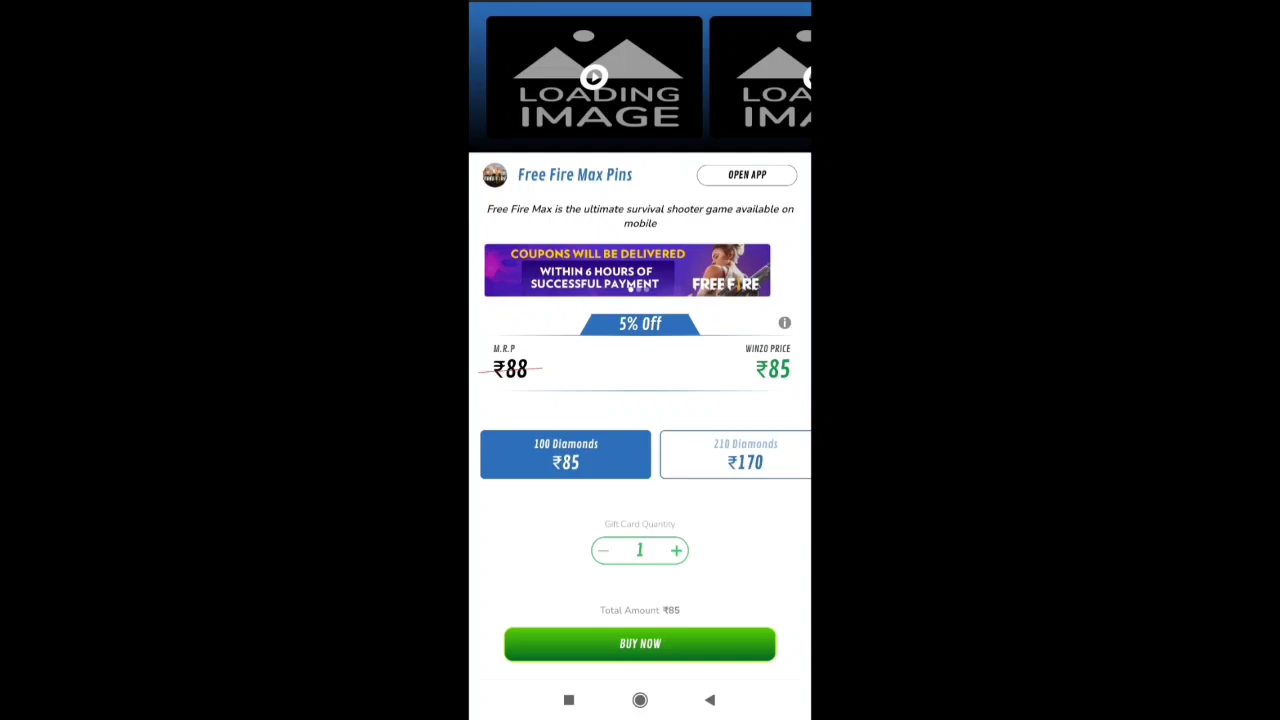 LOADING
IMAGE
LOA
IM
Free Fire Max Pins
OPEN APP
Free Fire Max is the ultimate survival shooter game available on
mobile
COUPONS WILL BE DELIVERED
WITHIN 6 HOURS OF
SUCCESSFUL PAYMENT
FREE FIRE
5% Off
M.R.P
WINZO PRICE
₹88
₹85
100 Diamonds
₹85
210 Diamonds
₹170
Gift Card Quantity
1
Total Amount ₹85
BUY NOW